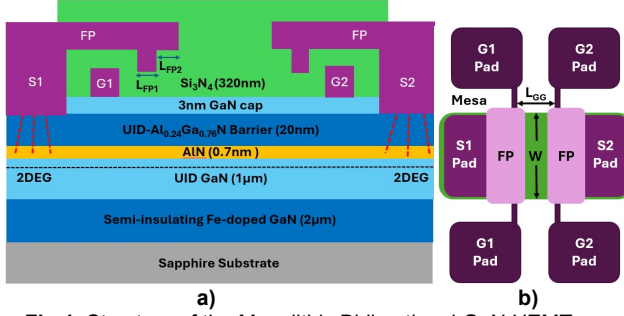 FP
FP
S1
G1
L_FP2
L_FP1
Si₃N₄ (320nm)
G2
S2
3nm GaN cap
UID-Al₀.₂₄Ga₀.₇₆N Barrier (20nm)
AlN (0.7nm )
2DEG
UID GaN (1µm)
2DEG
Semi-insulating Fe-doped GaN (2µm)
Sapphire Substrate
a)
G1
Pad
G2
Pad
Mesa
L_GG
S1
Pad
FP
W
FP
S2
Pad
G1
Pad
G2
Pad
b)